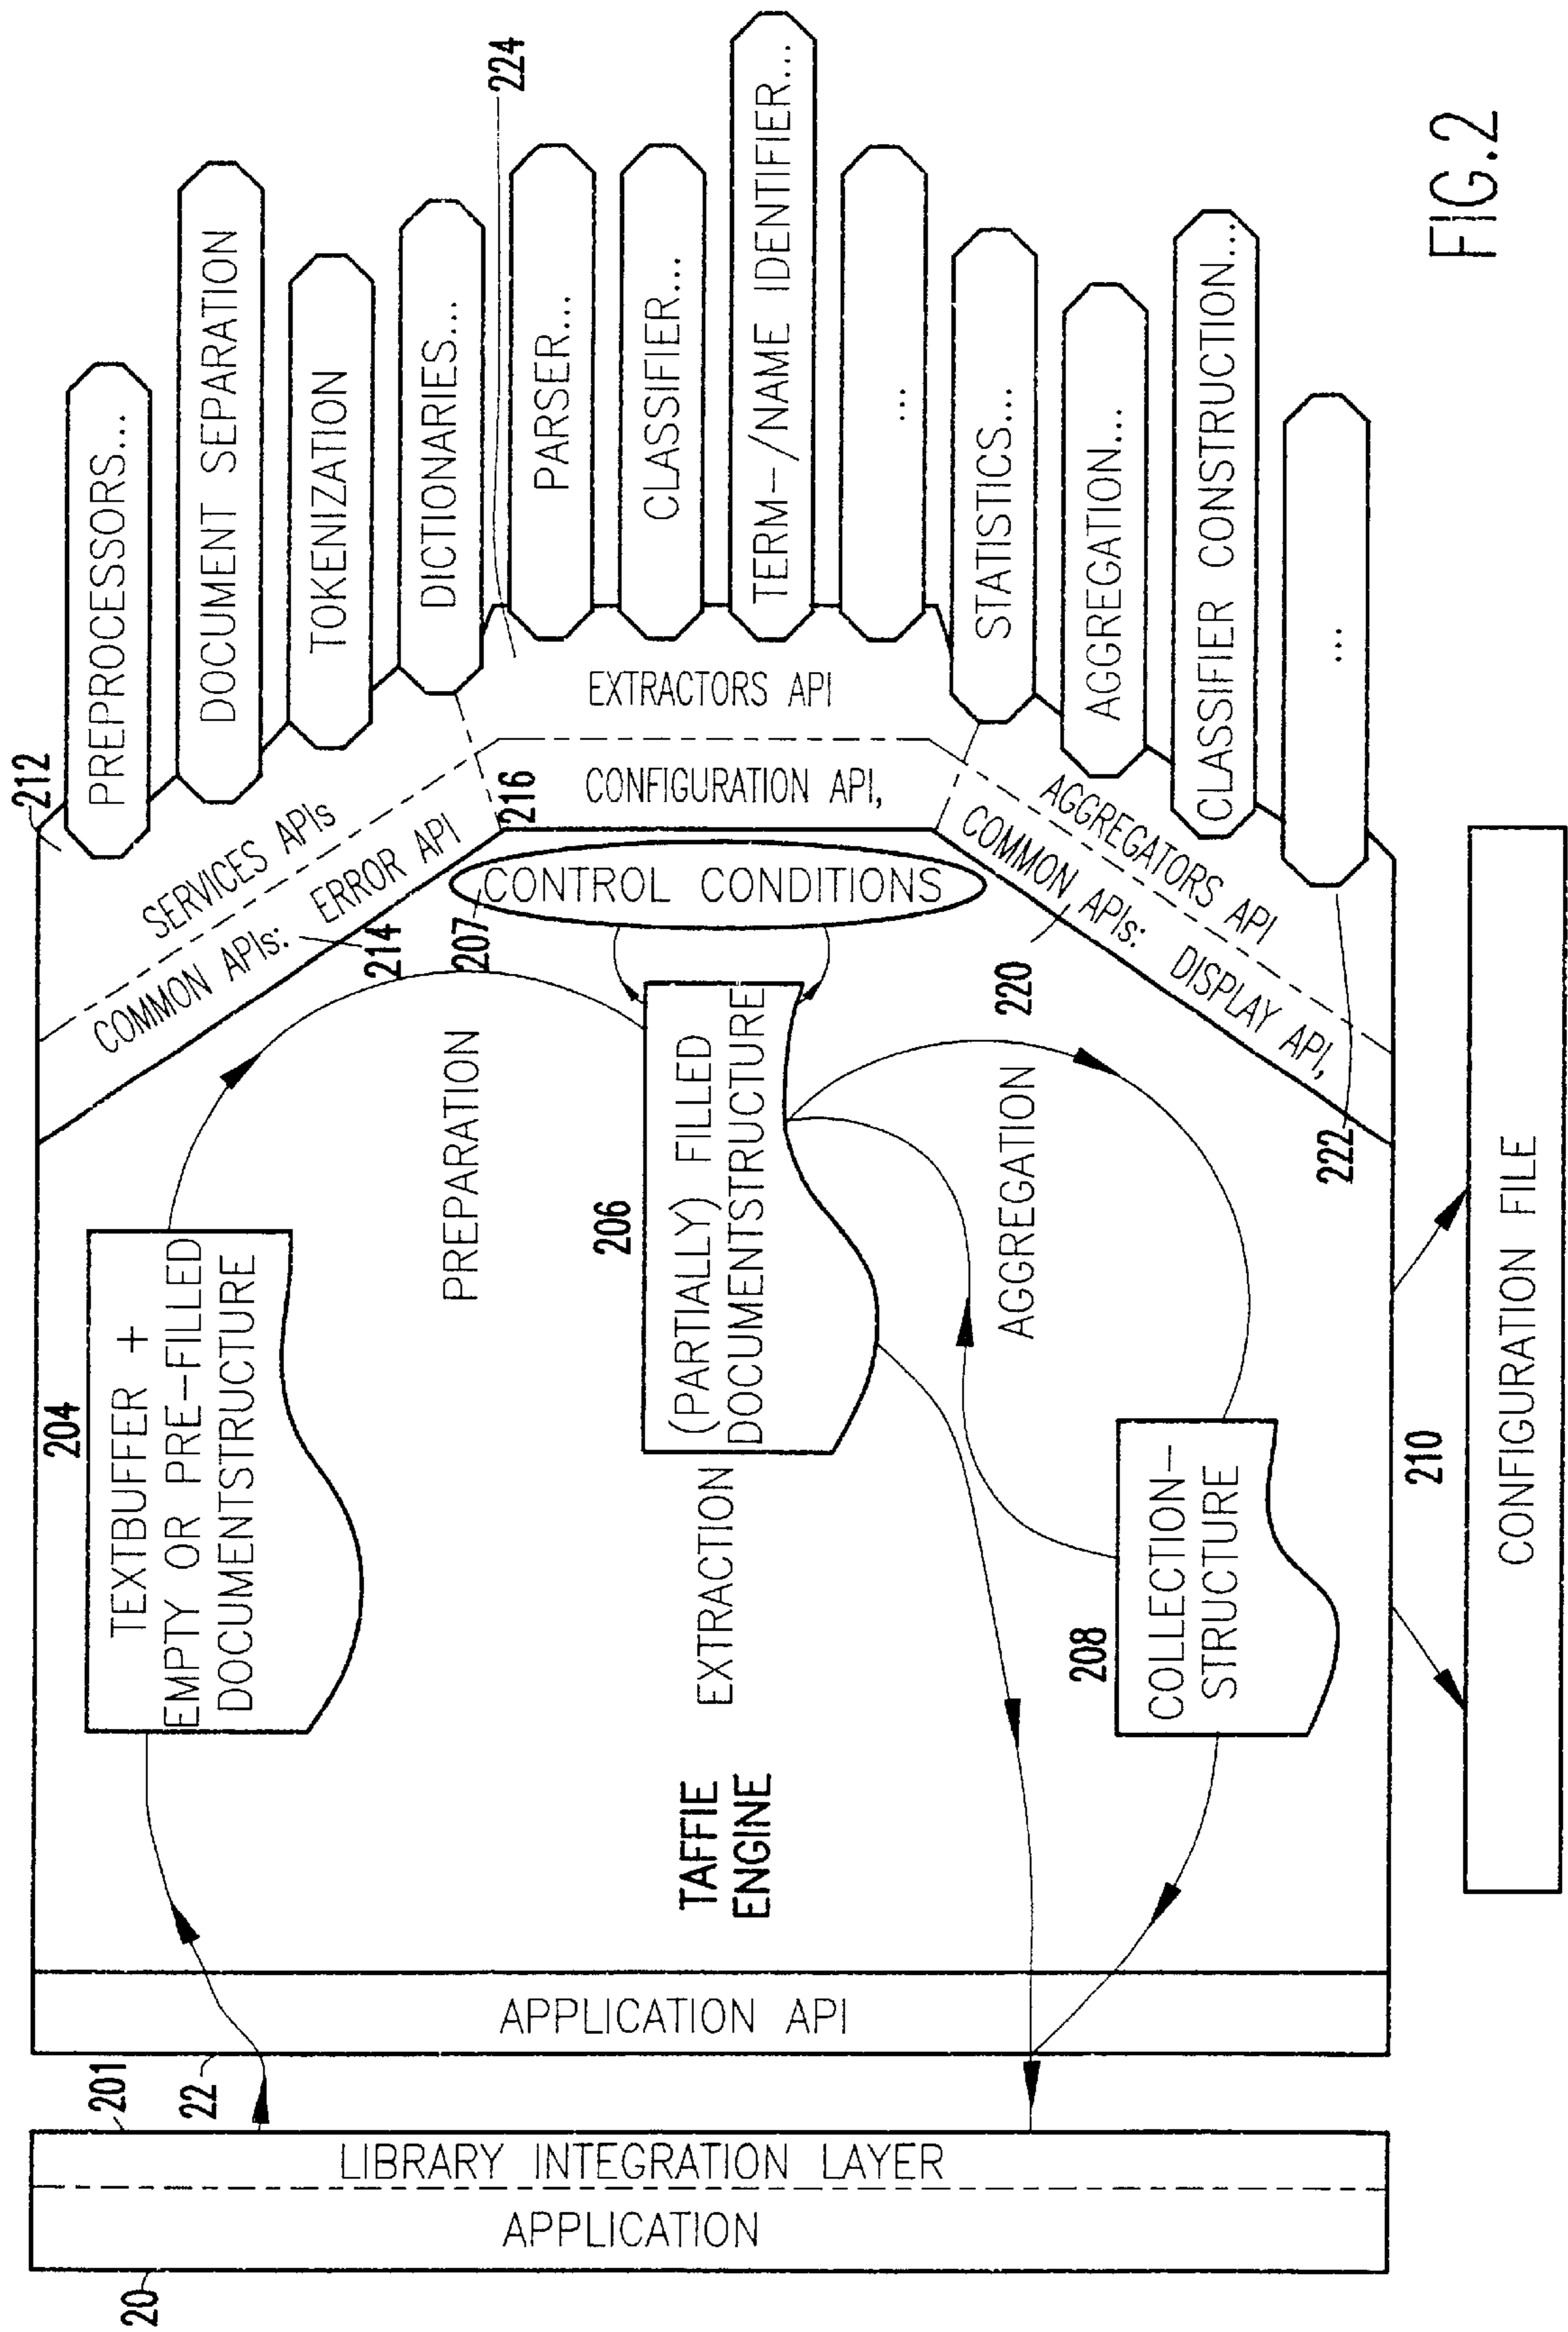 20
APPLICATION
LIBRARY INTEGRATION LAYER
201
22
APPLICATION API
TAFFIE
ENGINE
204
TEXTBUFFER +
EMPTY OR PRE-FILLED
DOCUMENTSTRUCTURE
PREPARATION
EXTRACTION
206
(PARTIALLY) FILLED
DOCUMENTSTRUCTURE
AGGREGATION
208
COLLECTION-
STRUCTURE
207
CONTROL CONDITIONS
212
SERVICES APIs
COMMON APIs: ERROR API
214
216
CONFIGURATION API,
EXTRACTORS API
224
220
COMMON APIs: DISPLAY API,
AGGREGATORS API
222
PREPROCESSORS...
DOCUMENT SEPARATION
TOKENIZATION
DICTIONARIES...
PARSER...
CLASSIFIER...
TERM-/NAME IDENTIFIER...
...
STATISTICS...
AGGREGATION...
CLASSIFIER CONSTRUCTION...
...
210
CONFIGURATION FILE
FIG.2